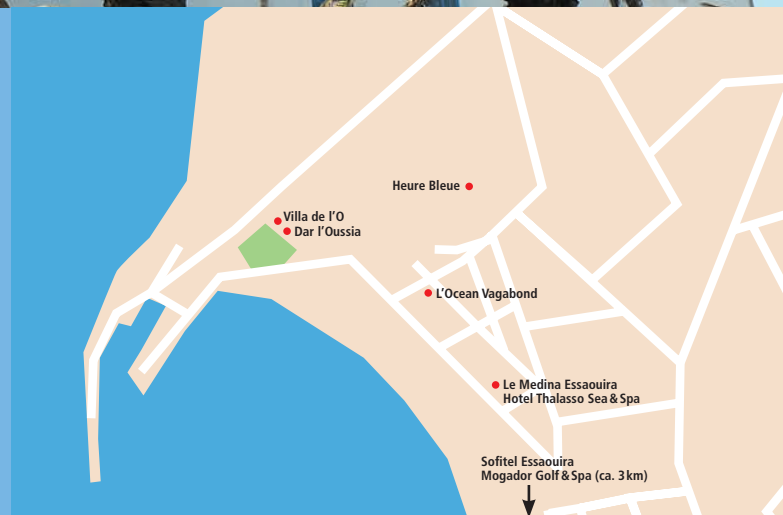 Heure Bleue
Villa de l'O
Dar l'Oussia
L'Ocean Vagabond
Le Medina Essaouira
Hotel Thalasso Sea & Spa
Sofitel Essaouira
Mogador Golf & Spa (ca. 3 km)